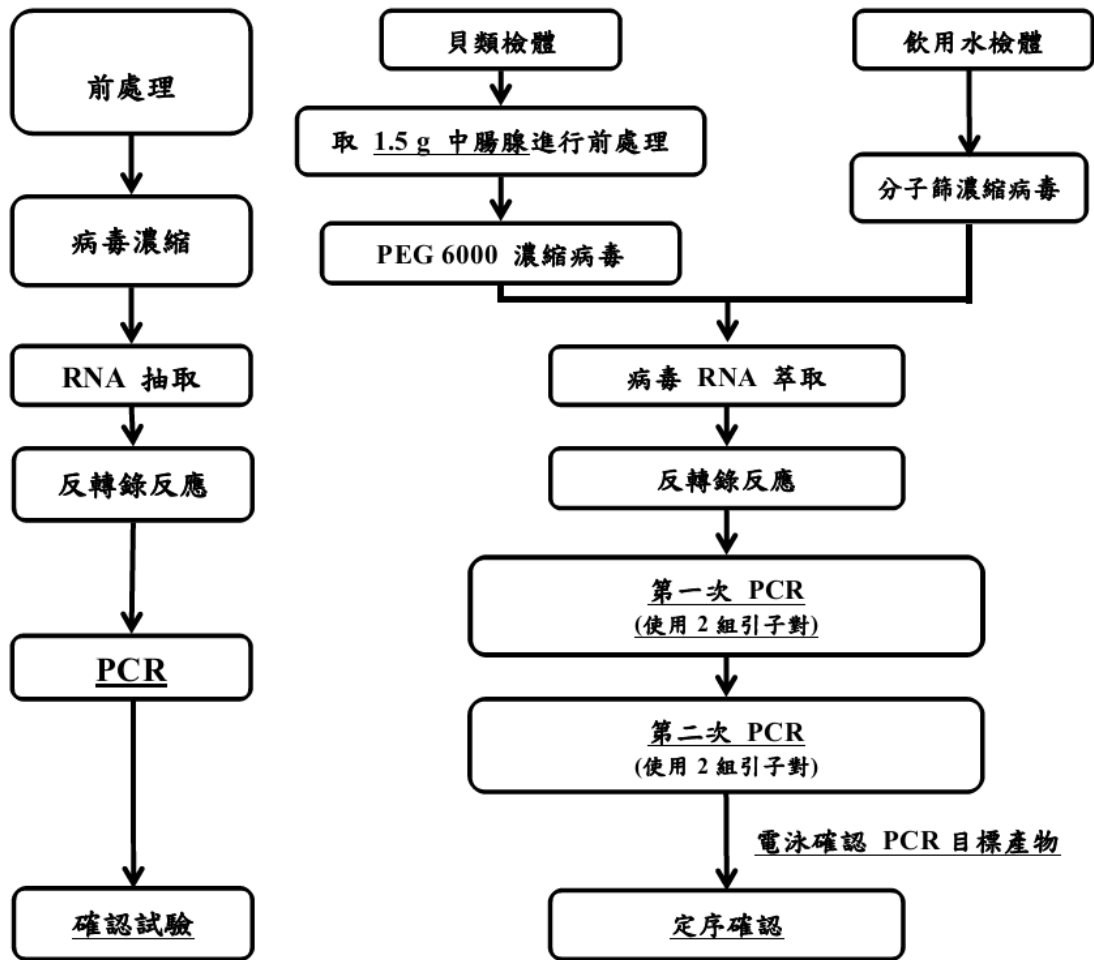 前處理
病毒濃縮
RNA 抽取
反轉錄反應
PCR
確認試驗
貝類檢體
取 1.5 g 中腸腺進行前處理
PEG 6000 濃縮病毒
飲用水檢體
分子篩濃縮病毒
病毒 RNA 萃取
反轉錄反應
第一次 PCR
(使用 2 組引子對)
第二次 PCR
(使用 2 組引子對)
電泳確認 PCR 目標產物
定序確認